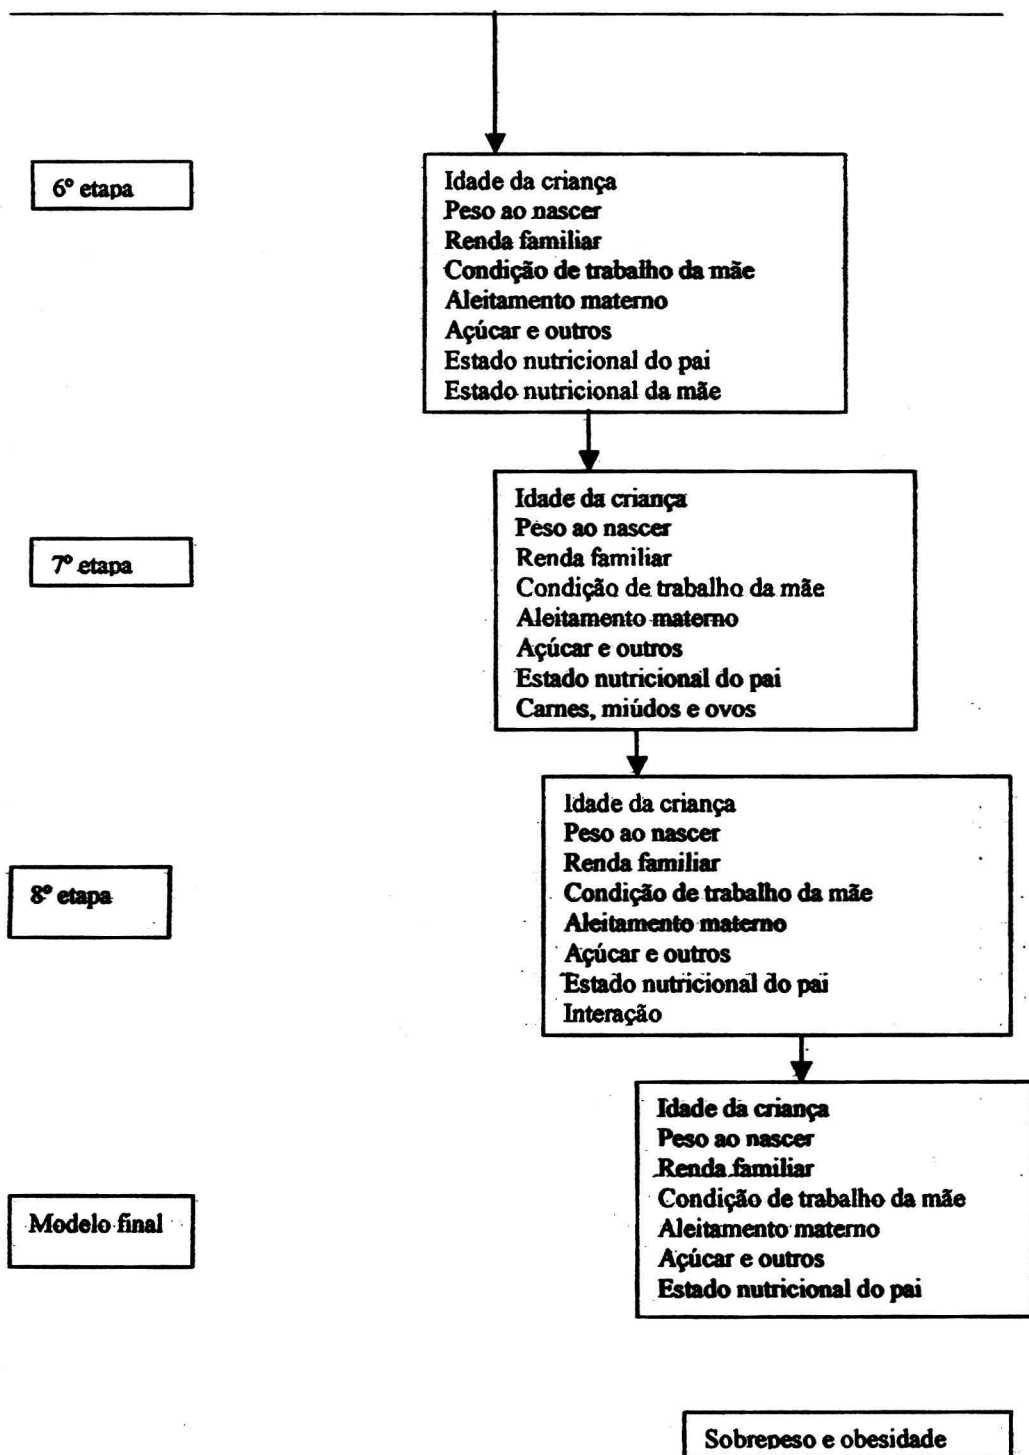 6º etapa
Idade da criança
Peso ao nascer
Renda familiar
Condição de trabalho da mãe
Aleitamento materno
Açúcar e outros
Estado nutricional do pai
Estado nutricional da mãe
7º etapa
Idade da criança
Peso ao nascer
Renda familiar
Condição de trabalho da mãe
Aleitamento materno
Açúcar e outros
Estado nutricional do pai
Carnes, miúdos e ovos
8º etapa
Idade da criança
Peso ao nascer
Renda familiar
Condição de trabalho da mãe
Aleitamento materno
Açúcar e outros
Estado nutricional do pai
Interação
Modelo final
Idade da criança
Peso ao nascer
Renda familiar
Condição de trabalho da mãe
Aleitamento materno
Açúcar e outros
Estado nutricional do pai
Sobrepeso e obesidade